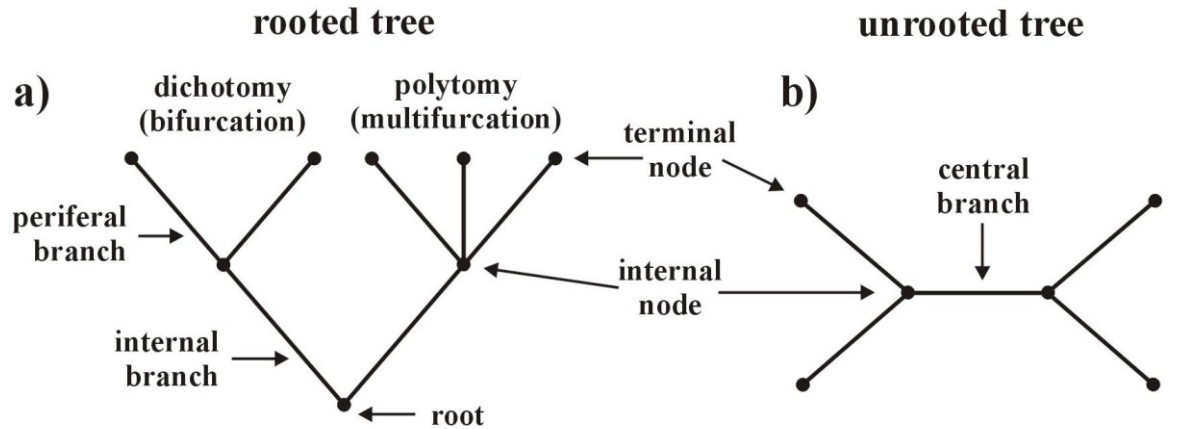 rooted tree
unrooted tree
a)
dichotomy
(bifurcation)
polytomy
(multifurcation)
b)
terminal
node
central
branch
periferal
branch
internal
node
internal
branch
root